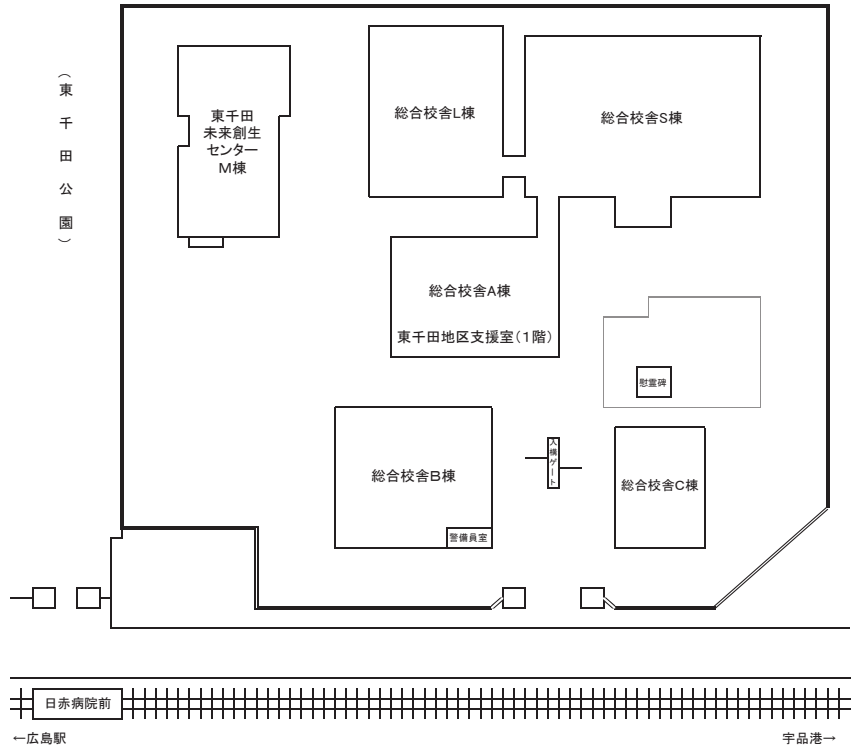 （東千田公園）
東千田
未来創生
センター
M棟
総合校舎L棟
総合校舎S棟
総合校舎A棟
東千田地区支援室（１階）
慰霊碑
総合校舎B棟
警備員室
入構ゲート
総合校舎C棟
日赤病院前
←広島駅
宇品港→